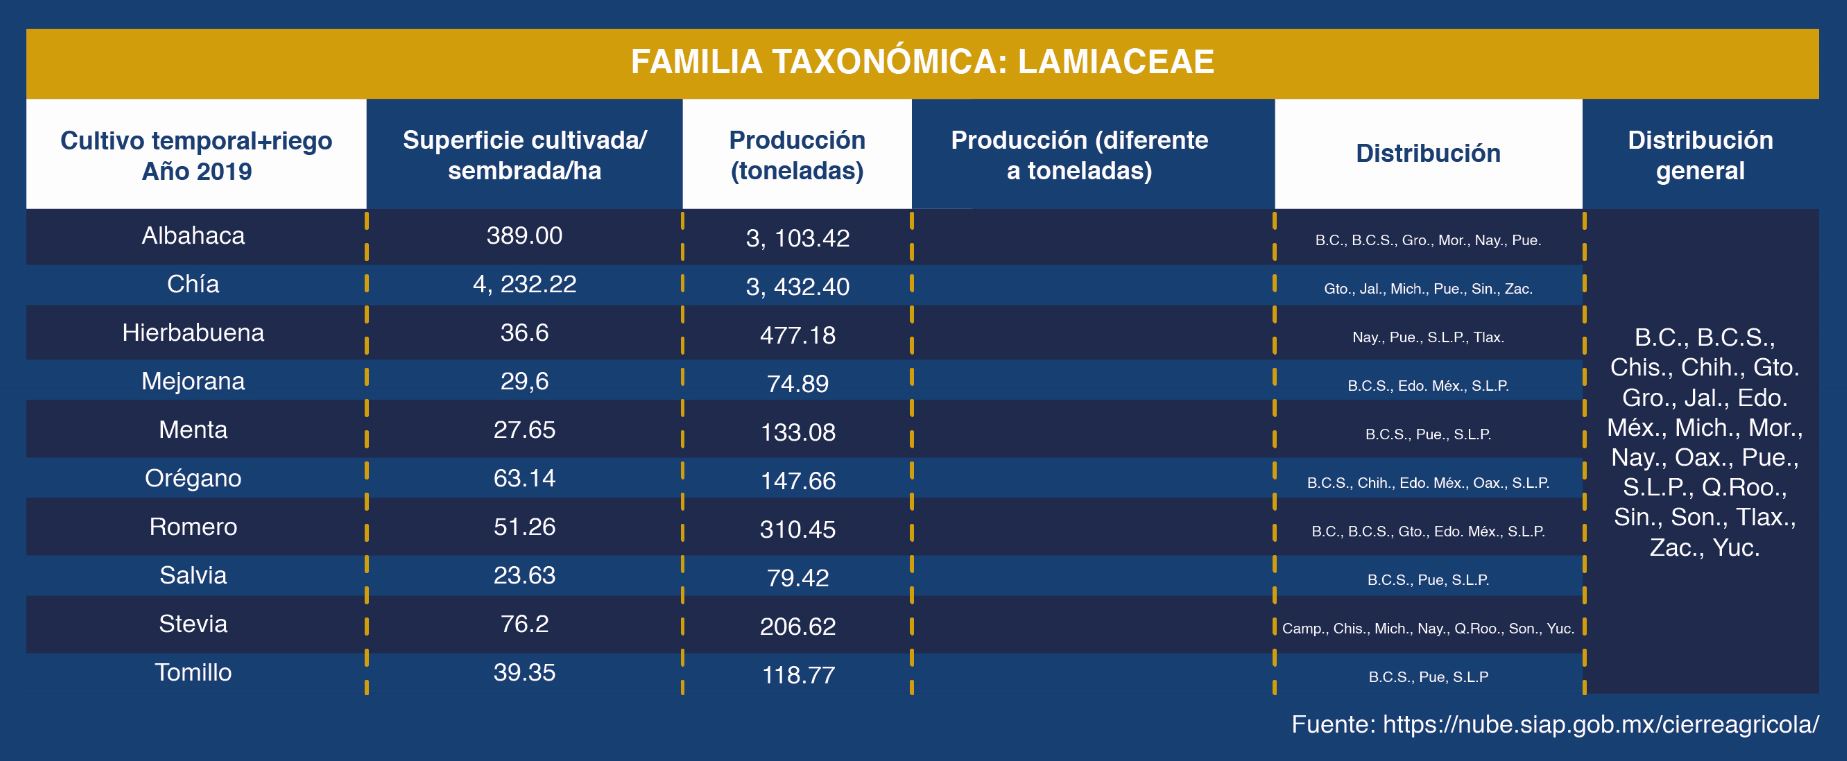 FAMILIA TAXONÓMICA: LAMIACEAE
Cultivo temporal+riego
Año 2019
Superficie cultivada/
sembrada/ha
Producción
(toneladas)
Producción (diferente
a toneladas)
Distribución
Distribución
general
Albahaca 389.00 3, 103.42 B.C., B.C.S., Gro., Mor., Nay., Pue.
Chía 4, 232.22 3, 432.40 Gto., Jal., Mich., Pue., Sin., Zac.
Hierbabuena 36.6 477.18 Nay., Pue., S.L.P., Tlax.
Mejorana 29,6 74.89 B.C.S., Edo. Méx., S.L.P.
Menta 27.65 133.08 B.C.S., Pue., S.L.P.
Orégano 63.14 147.66 B.C.S., Chih., Edo. Méx., Oax., S.L.P.
Romero 51.26 310.45 B.C., B.C.S., Gto., Edo. Méx., S.L.P.
Salvia 23.63 79.42 B.C.S., Pue, S.L.P.
Stevia 76.2 206.62 Camp., Chis., Mich., Nay., Q.Roo., Son., Yuc.
Tomillo 39.35 118.77 B.C.S., Pue, S.L.P
B.C., B.C.S.,
Chis., Chih., Gto.
Gro., Jal., Edo.
Méx., Mich., Mor.,
Nay., Oax., Pue.,
S.L.P., Q.Roo.,
Sin., Son., Tlax.,
Zac., Yuc.
Fuente: https://nube.siap.gob.mx/cierreagricola/